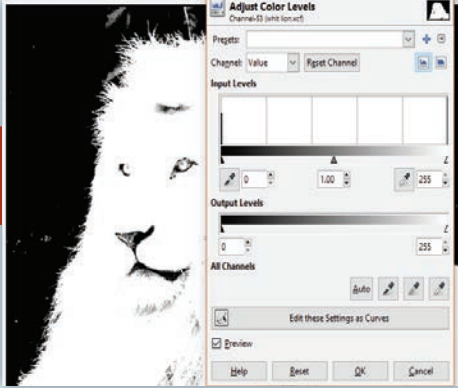 Adjust Color Levels
Channel-53 (whit lion.xcf)
Presets:
Channel: Value Reset Channel
Input Levels
0 1.00 255
Output Levels
0 255
All Channels
Auto
Edit these Settings as Curves
Preview
Help Reset OK Cancel